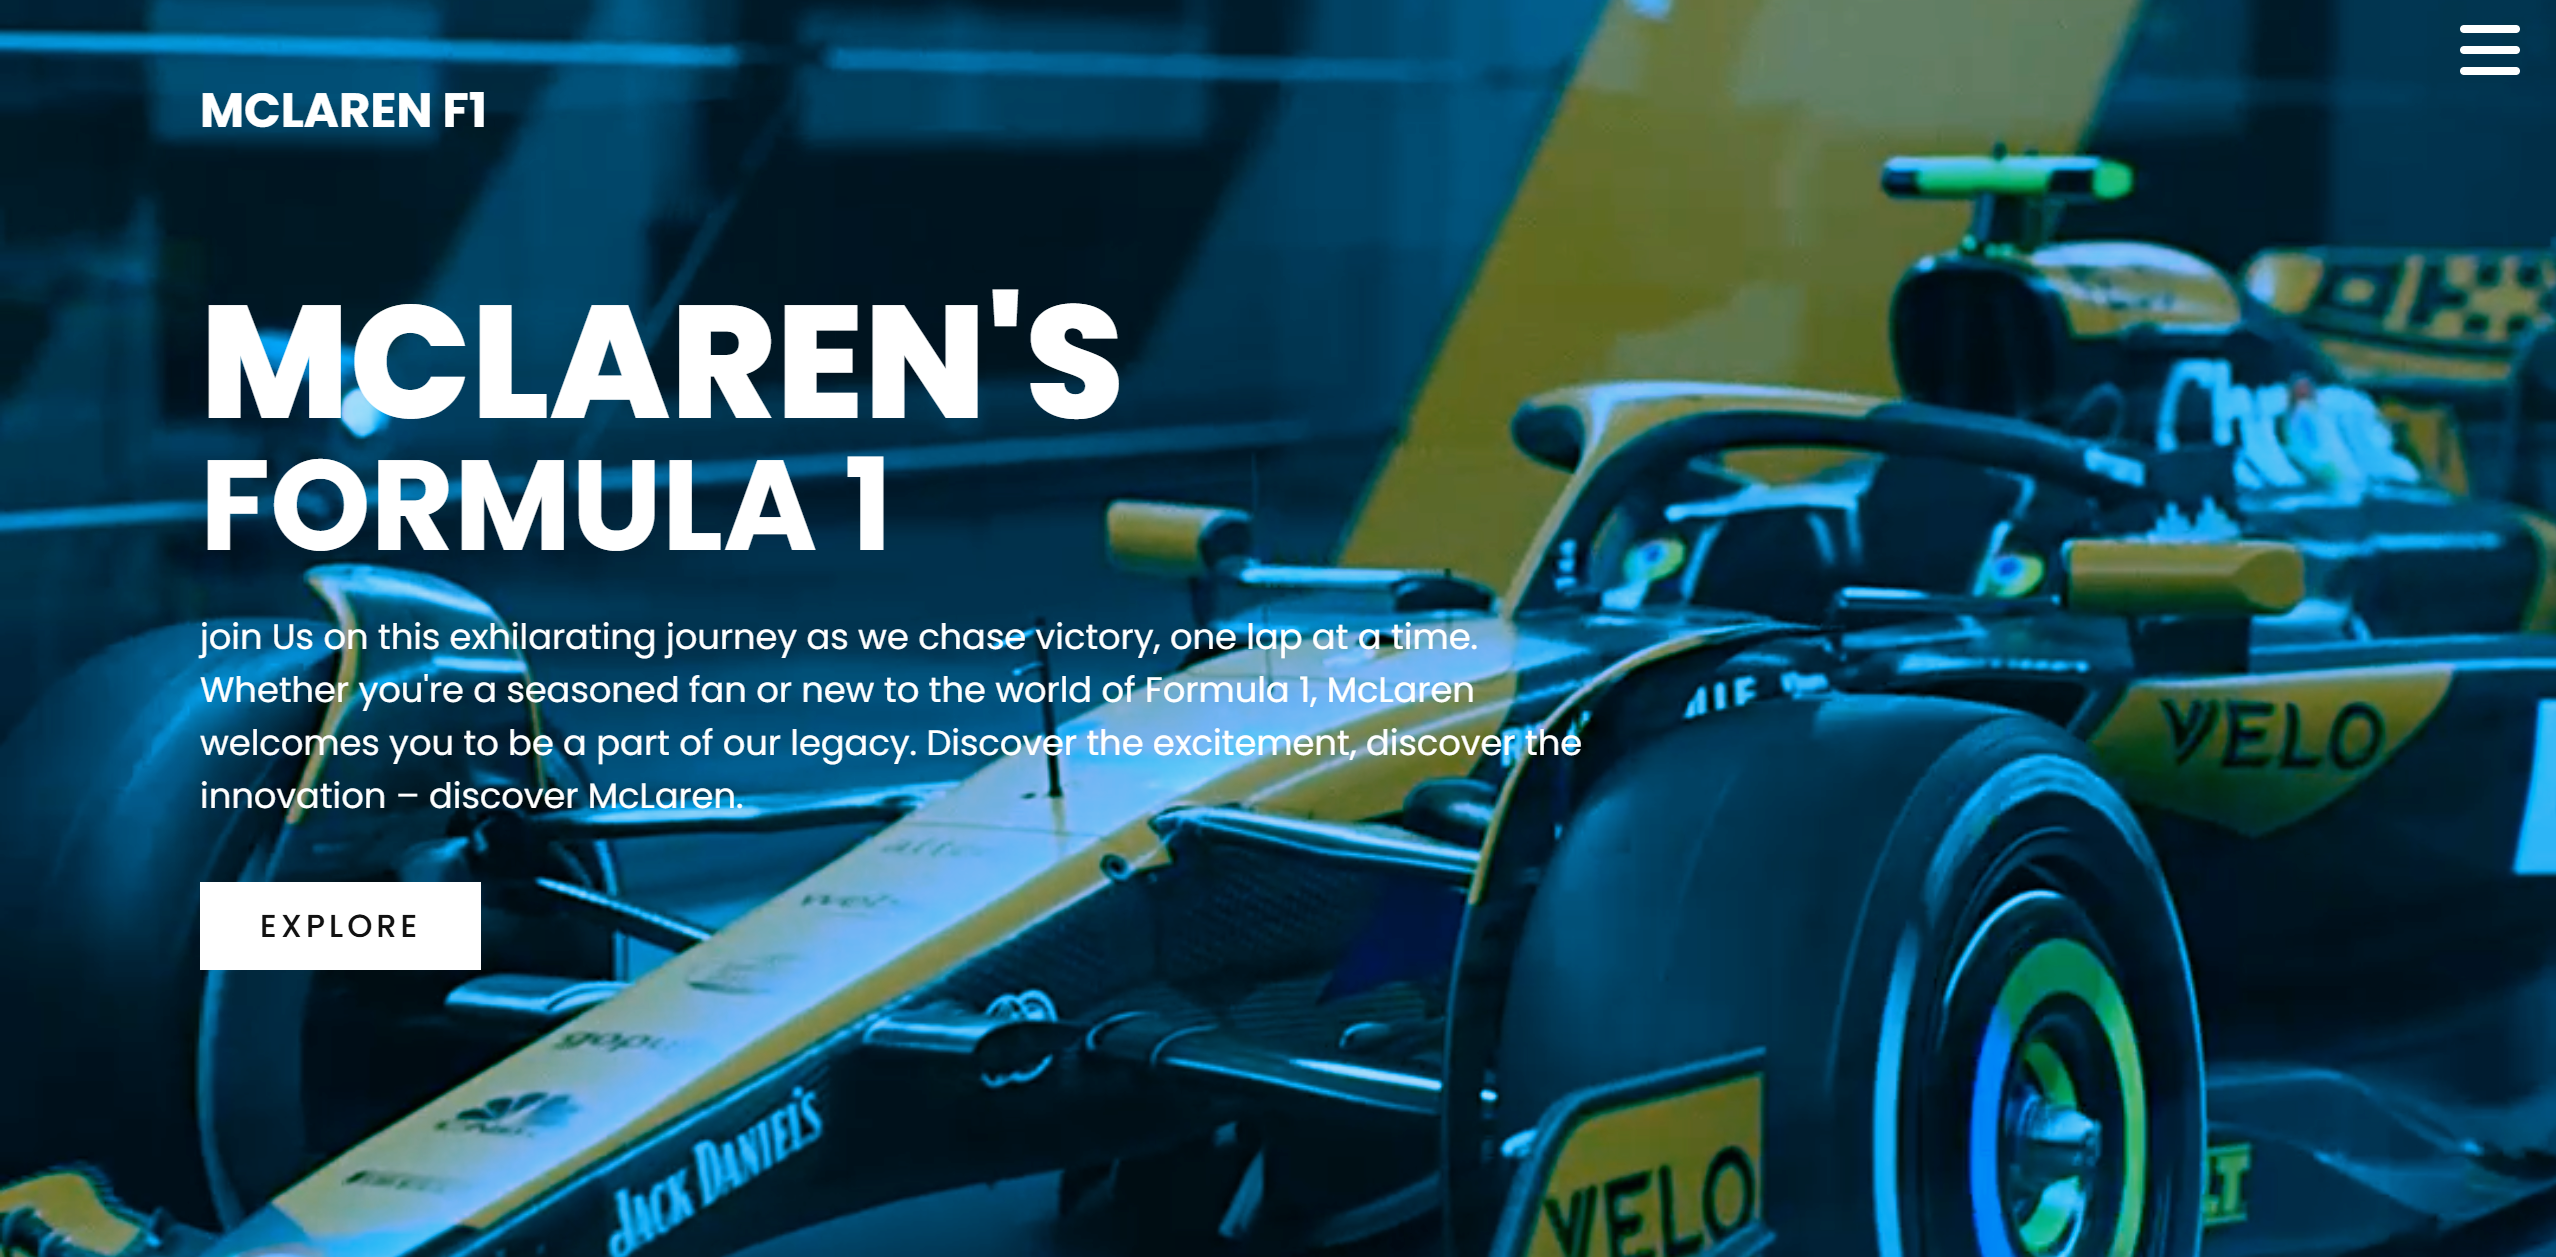 MCLAREN F1
MCLAREN'S
FORMULA 1
join Us on this exhilarating journey as we chase victory, one lap at a time.
Whether you're a seasoned fan or new to the world of Formula 1, McLaren
welcomes you to be a part of our legacy. Discover the excitement, discover the
innovation – discover McLaren.
EXPLORE
VELO
JACK DANIEL'S
VELO